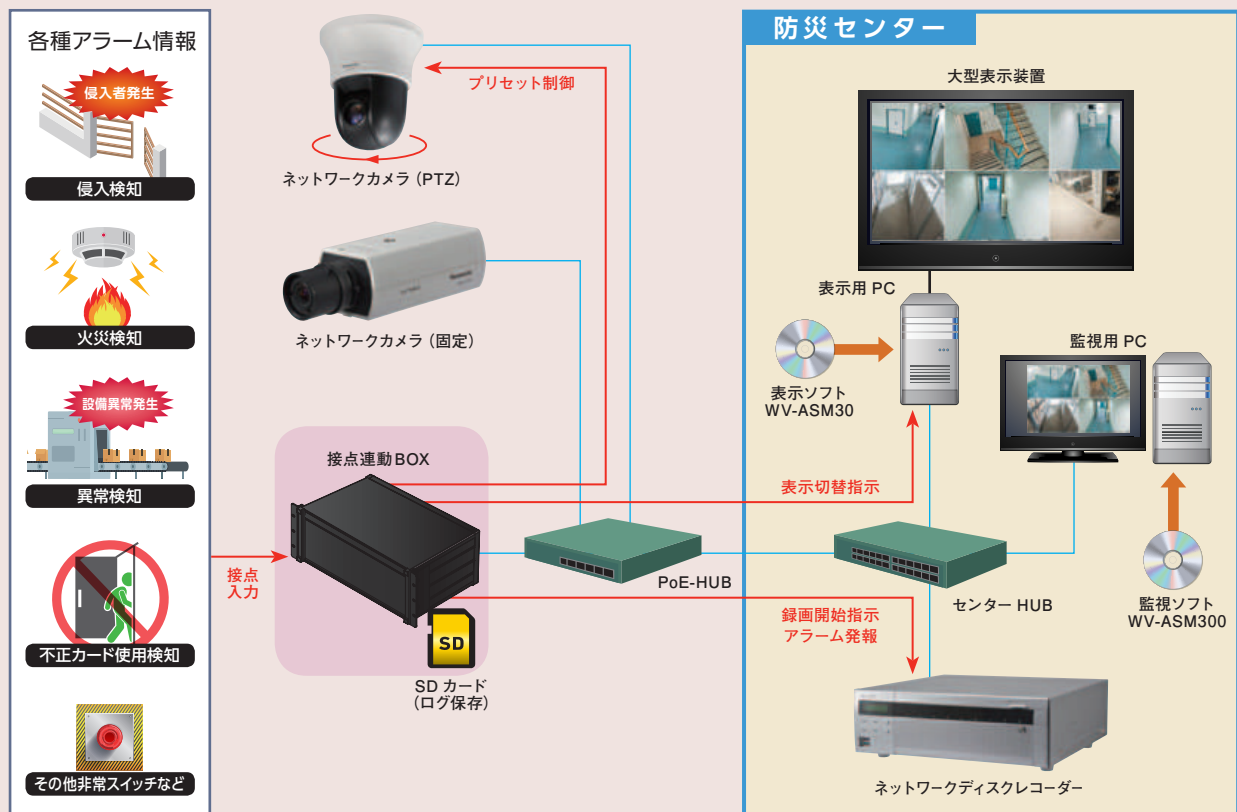 各種アラーム情報
侵入者発生
侵入検知
火災検知
設備異常発生
異常検知
不正カード使用検知
その他非常スイッチなど
接点
入力
プリセット制御
ネットワークカメラ（PTZ）
ネットワークカメラ（固定）
接点連動BOX
SD
SDカード
（ログ保存）
PoE-HUB
防災センター
大型表示装置
表示用 PC
表示ソフト
WV-ASM30
監視用 PC
監視ソフト
WV-ASM300
表示切替指示
センター HUB
録画開始指示
アラーム発報
ネットワークディスクレコーダー